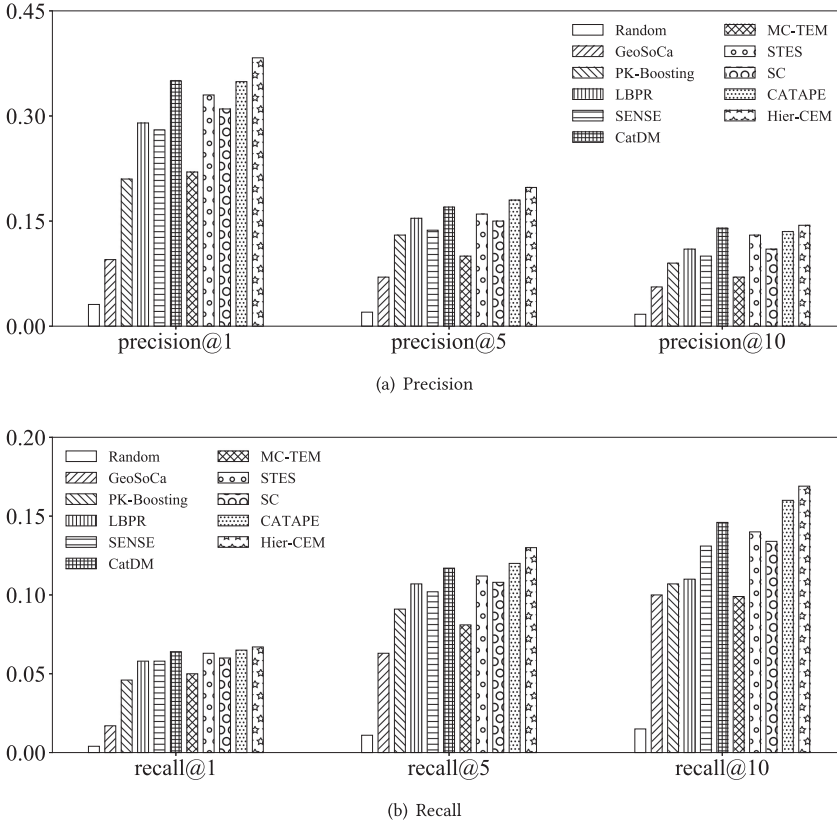 0.45
0.30
0.15
0.00
Random
GeoSoCa
PK-Boosting
LBPR
SENSE
CatDM
MC-TEM
STES
SC
CATAPE
Hier-CEM
precision@1
precision@5
precision@10
(a) Precision
0.20
0.15
0.10
0.05
0.00
Random
GeoSoCa
PK-Boosting
LBPR
SENSE
CatDM
MC-TEM
STES
SC
CATAPE
Hier-CEM
recall@1
recall@5
recall@10
(b) Recall